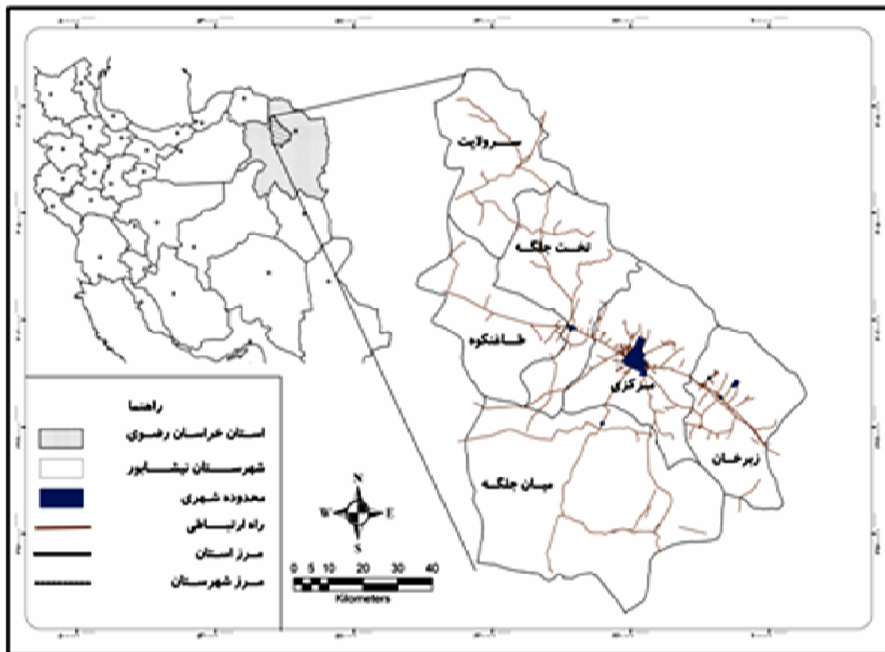 سرولایت
تخت جلگه
طاغنکوه
مرکزی
زبرخان
میان جلگه
راهنما
استان خراسان رضوی
شهرستان نیشابور
محدوده شهری
راه ارتباطی
مرز استان
مرز شهرستان
N
W E
S
0 5 10 20 30 40
Kilometers